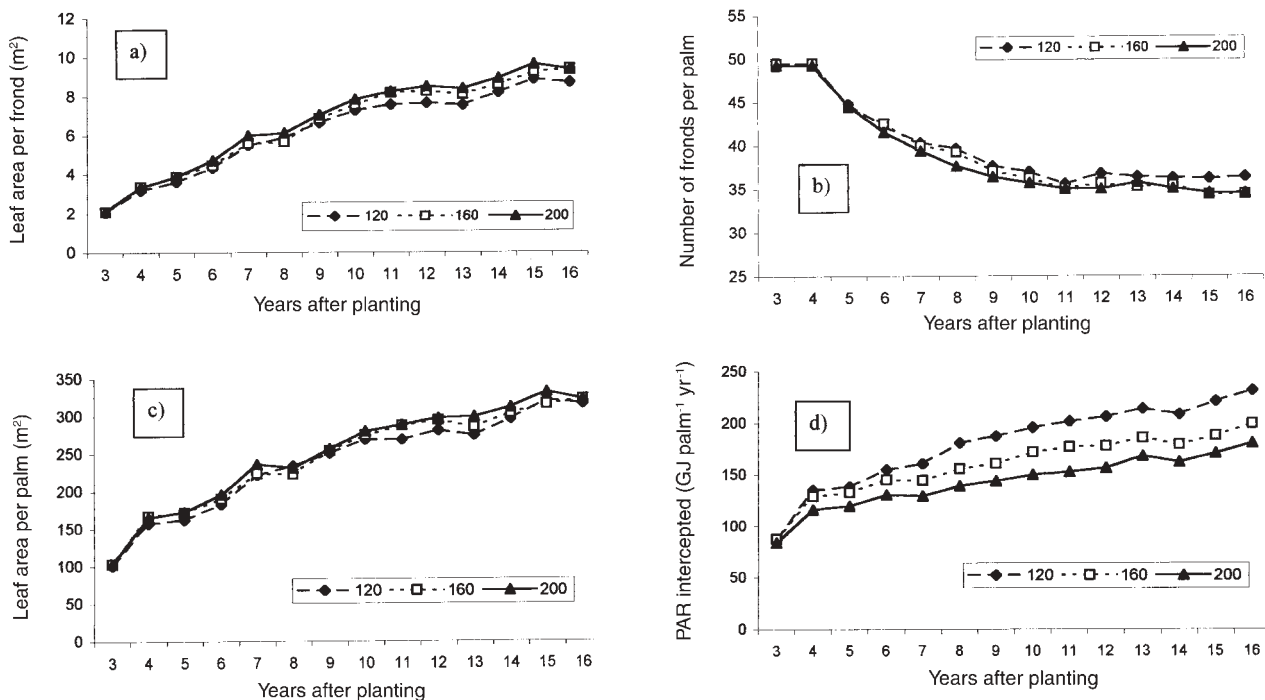 a)
Leaf area per frond (m²)
12
10
8
6
4
2
0
120 160 200
3 4 5 6 7 8 9 10 11 12 13 14 15 16
Years after planting
b)
Number of fronds per palm
55
50
45
40
35
30
25
120 160 200
3 4 5 6 7 8 9 10 11 12 13 14 15 16
Years after planting
c)
Leaf area per palm (m²)
350
300
250
200
150
100
50
0
120 160 200
3 4 5 6 7 8 9 10 11 12 13 14 15 16
Years after planting
d)
PAR intercepted (GJ palm⁻¹ yr⁻¹)
250
200
150
100
50
0
120 160 200
3 4 5 6 7 8 9 10 11 12 13 14 15 16
Years after planting